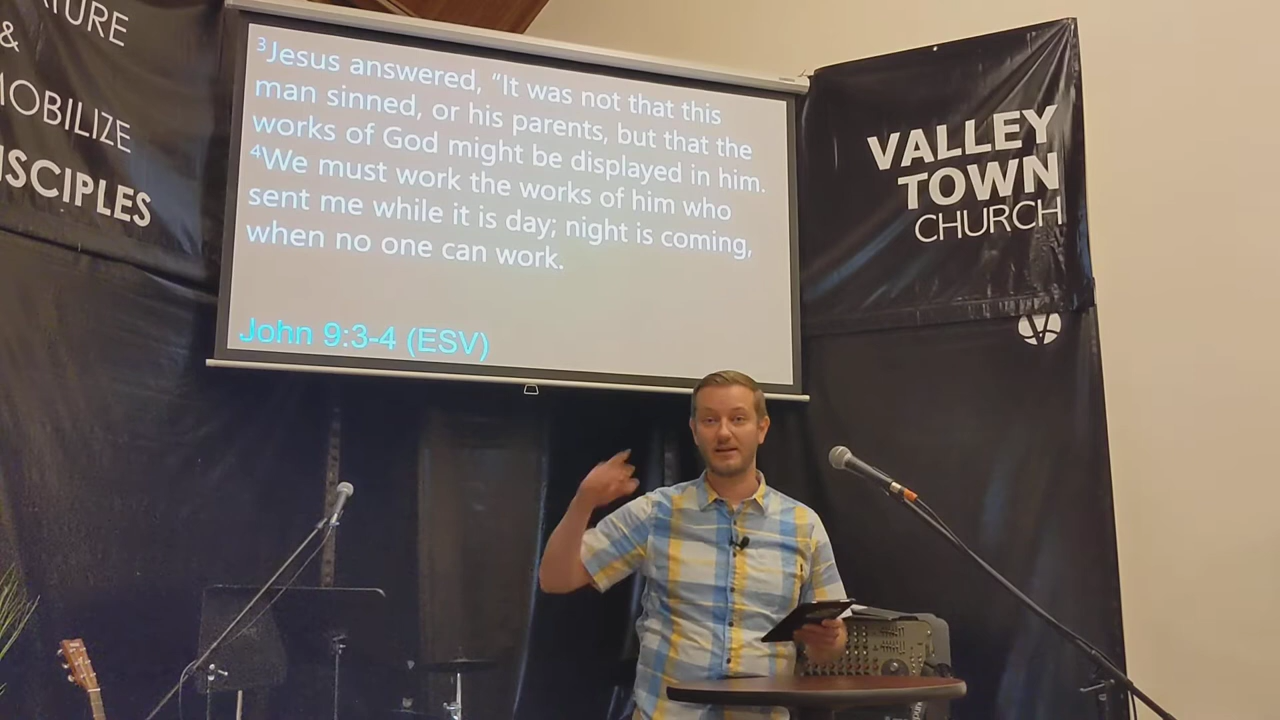 &
DISCIPLES
³Jesus answered, “It was not that this
man sinned, or his parents, but that the
works of God might be displayed in him.
⁴We must work the works of him who
sent me while it is day; night is coming,
when no one can work.
John 9:3-4 (ESV)
VALLEY
TOWN
CHURCH